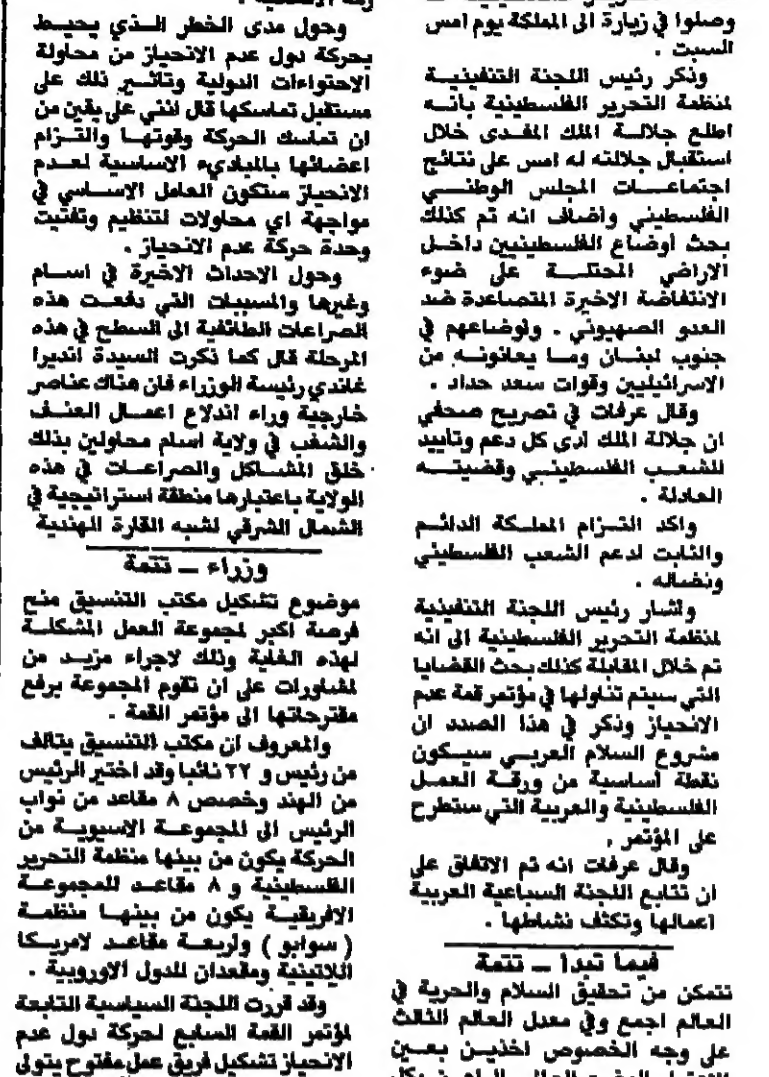 وصلوا في زيارة الى المملكة يوم امس
السبت .
وذكر رئيس اللجنة التنفيذية
لمنظمة التحرير الفلسطينية بانه
اطلع جلالة الملك المفدى خلال
استقبال جلالته له امس على نتائج
اجتماعات المجلس الوطني
الفلسطيني وأضاف انه تم كذلك
بحث أوضاع الفلسطينيين داخل
الاراضي المحتلة على ضوء
الانتفاضة الاخيرة المتصاعدة ضد
العدو الصهيوني . واوضاعهم في
جنوب لبنان وما يعانونه من
الاسرائيليين وقوات سعد حداد .
وقال عرفات في تصريح صحفي
ان جلالة الملك ابدى كل دعم وتأييد
للشعب الفلسطيني وقضيته
العادلة .
واكد التزام المملكة الدائم
والثابت لدعم الشعب الفلسطيني
ونضاله .
واشار رئيس اللجنة التنفيذية
لمنظمة التحرير الفلسطينية الى انه
تم خلال المقابلة كذلك بحث القضايا
التي سيتم تناولها في مؤتمر قمة عدم
الانحياز وذكر في هذا الصدد ان
مشروع السلام العربي سيكون
نقطة اساسية من ورقة العمل
الفلسطينية والعربية التي ستطرح
على المؤتمر .
وقال عرفات انه تم الاتفاق على
ان تتابع اللجنة السباعية العربية
اعمالها وتكثف نشاطها .
فيما تبدا ــ تتمة
نتمكن من تحقيق السلام والحرية في
العالم اجمع وفي معدل العالم الثالث
على وجه الخصوص اخذين بعين
وحول مدى الخطر الذي يحيط
بحركة دول عدم الانحياز من محاولة
الاحتواءات الدولية وتاثير ذلك على
مستقبل تماسكها قال انني على يقين من
ان تماسك الحركة وقوتها والتزام
اعضائها بالمباديء الاساسية لعدم
الانحياز ستكون العامل الاساسي في
مواجهة اي محاولات لتنظيم وتفتيت
وحدة حركة عدم الانحياز .
وحول الاحداث الاخيرة في اسام
وغيرها والمسببات التي دفعت هذه
الصراعات الطائفية الى السطح في هذه
المرحلة قال كما ذكرت السيدة انديرا
غاندي رئيسة الوزراء فان هناك عناصر
خارجية وراء اندلاع اعمال العنف
والشغب في ولاية اسام محاولين بذلك
خلق المشاكل والصراعات في هذه
الولاية باعتبارها منطقة استراتيجية في
الشمال الشرقي لشبه القارة الهندية
وزراء ــ تتمة
موضوع تشكيل مكتب التنسيق منح
فرصة اكبر لمجموعة العمل المشكلة
لهذه الغاية وذلك لاجراء مزيد من
لمشاورات على ان تقوم المجموعة برفع
مقترحاتها الى مؤتمر القمة .
والمعروف ان مكتب التنسيق يتالف
من رئيس و ٢٢ نائبا وقد اختير الرئيس
من الهند وخصص ٨ مقاعد من نواب
الرئيس الى المجموعة الاسيوية من
الحركة يكون من بينها منظمة التحرير
الفلسطينية و ٨ مقاعد للمجموعة
الافريقية يكون من بينها منظمة
( سوابو ) واربعة مقاعد لامريكا
اللاتينية ومقعدان للدول الاوروبية .
وقد قررت اللجنة السياسية التابعة
لمؤتمر القمة السابع لحركة دول عدم
الانحياز تشكيل فريق عمل مفتوح يتولى